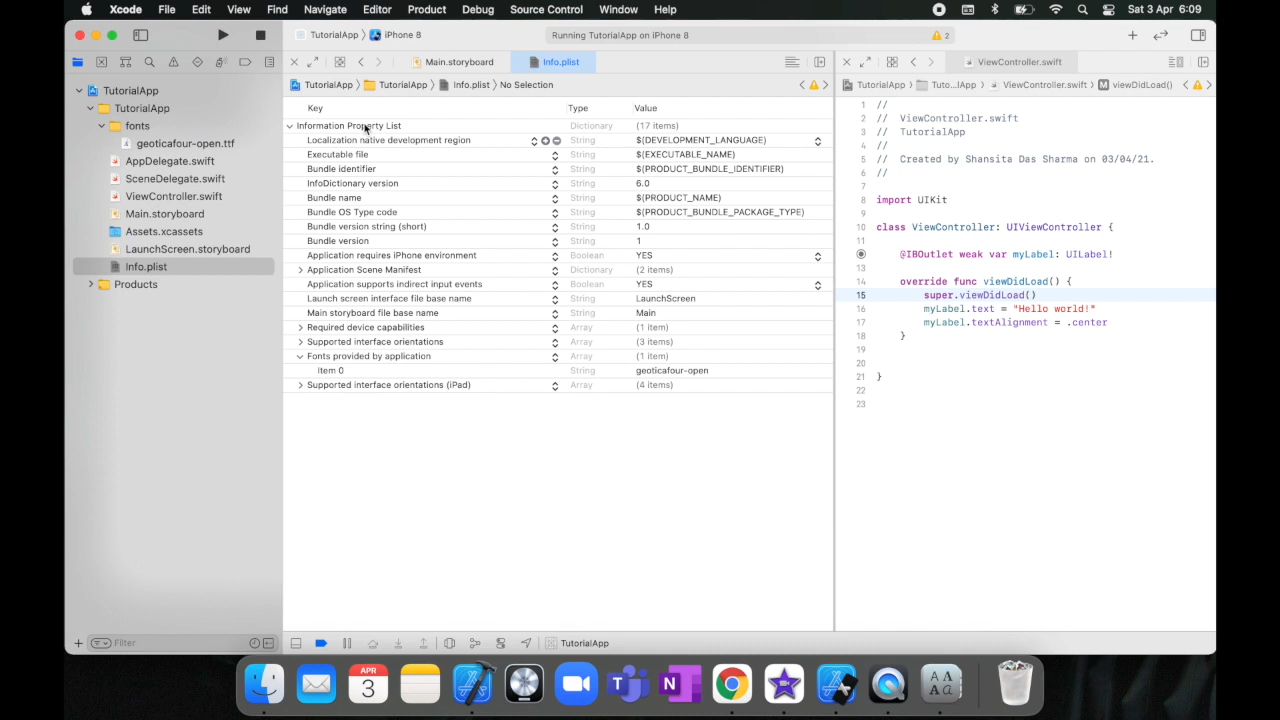 Xcode File Edit View Find Navigate Editor Product Debug Source Control Window Help Sat 3 Apr 6:09
TutorialApp iPhone 8 Running TutorialApp on iPhone 8 2
Main.storyboard Info.plist ViewController.swift
TutorialApp TutorialApp Info.plist No Selection
TutorialApp Tuto...lApp ViewController.swift M viewDidLoad()
TutorialApp
TutorialApp
fonts
geoticafour-open.ttf
AppDelegate.swift
SceneDelegate.swift
ViewController.swift
Main.storyboard
Assets.xcassets
LaunchScreen.storyboard
Info.plist
Products
Filter
Key Type Value
Information Property List Dictionary (17 items)
Localization native development region String $(DEVELOPMENT_LANGUAGE)
Executable file String $(EXECUTABLE_NAME)
Bundle identifier String $(PRODUCT_BUNDLE_IDENTIFIER)
InfoDictionary version String 6.0
Bundle name String $(PRODUCT_NAME)
Bundle OS Type code String $(PRODUCT_BUNDLE_PACKAGE_TYPE)
Bundle version string (short) String 1.0
Bundle version String 1
Application requires iPhone environment Boolean YES
Application Scene Manifest Dictionary (2 items)
Application supports indirect input events Boolean YES
Launch screen interface file base name String LaunchScreen
Main storyboard file base name String Main
Required device capabilities Array (1 item)
Supported interface orientations Array (3 items)
Fonts provided by application Array (1 item)
Item 0 String geoticafour-open
Supported interface orientations (iPad) Array (4 items)
1 //
2 // ViewController.swift
3 // TutorialApp
4 //
5 // Created by Shansita Das Sharma on 03/04/21.
6 //
7
8 import UIKit
9
10 class ViewController: UIViewController {
11
@IBOutlet weak var myLabel: UILabel!
13
14 override func viewDidLoad() {
15 super.viewDidLoad()
16 myLabel.text = "Hello world!"
17 myLabel.textAlignment = .center
18 }
19
20
21 }
22
23
TutorialApp
APR
3
N
A A
A a